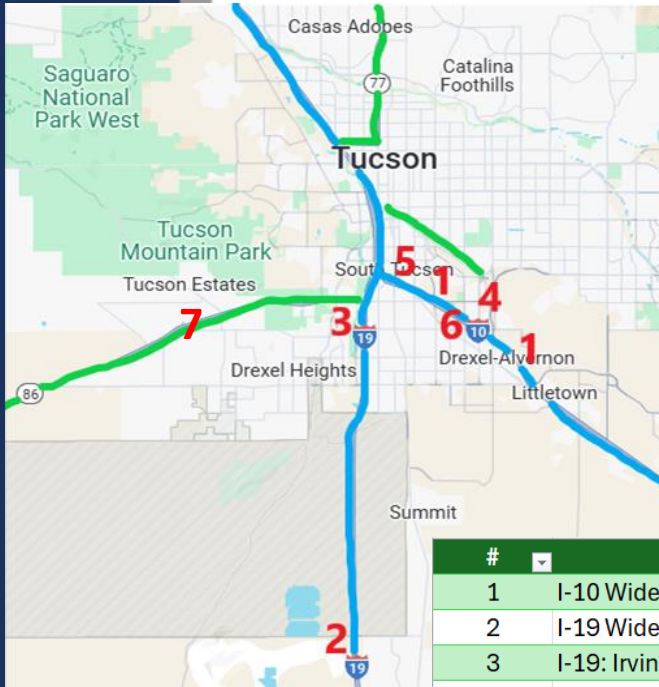 Casas Adobes
Saguaro
National
Park West
Catalina
Foothills
77
Tucson
Tucson
Mountain Park
Tucson Estates
South Tucson
5
1
4
7
3
6
10
19
1
Drexel-Alvernon
Drexel Heights
86
Littletown
Summit
2
19
#
1 I-10 Wide
2 I-19 Wide
3 I-19: Irvin